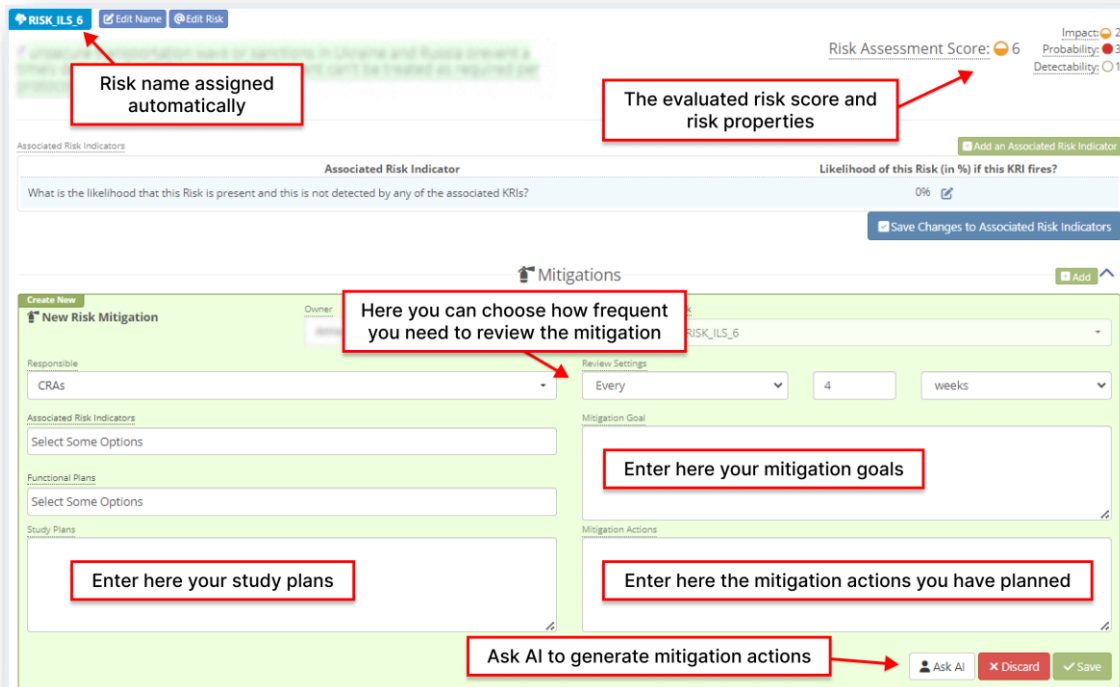 RISK_ILS_6 Edit Name @Edit Risk
Impact: 2
Risk Assessment Score: 6 Probability: 3
Detectability: 1
Risk name assigned
automatically
The evaluated risk score and
risk properties
Associated Risk Indicators
Add an Associated Risk Indicator
Associated Risk Indicator Likelihood of this Risk (in %) if this KRI fires?
What is the likelihood that this Risk is present and this is not detected by any of the associated KRIs? 0%
Save Changes to Associated Risk Indicators
Mitigations
Add
Create New
New Risk Mitigation
Owner
Here you can choose how frequent
you need to review the mitigation
RISK_ILS_6
Responsible
CRAs
Review Settings
Every 4 weeks
Associated Risk Indicators
Select Some Options
Mitigation Goal
Enter here your mitigation goals
Functional Plans
Select Some Options
Study Plans
Enter here your study plans
Mitigation Actions
Enter here the mitigation actions you have planned
Ask AI to generate mitigation actions
Ask AI Discard Save